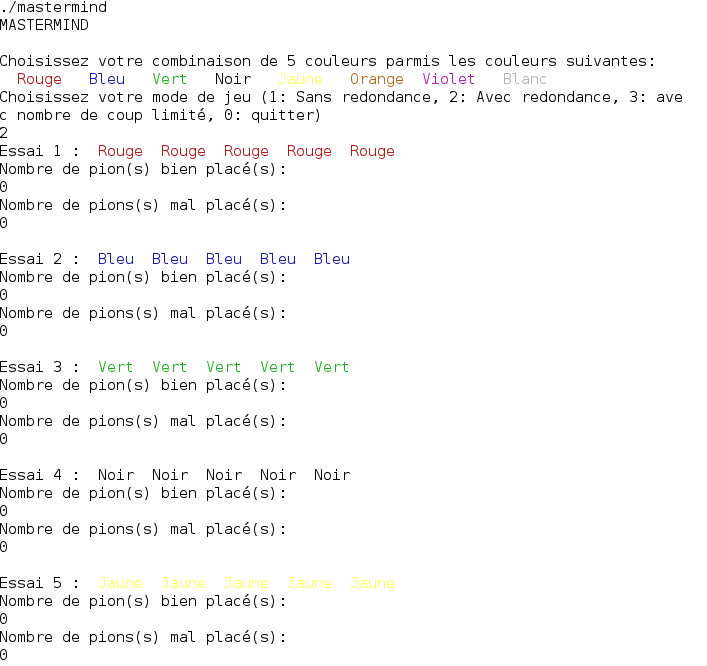 ./mastermind
MASTERMIND
Choisissez votre combinaison de 5 couleurs parmis les couleurs suivantes:
Rouge Bleu Vert Noir Jaune Orange Violet Blanc
Choisissez votre mode de jeu (1: Sans redondance, 2: Avec redondance, 3: ave
c nombre de coup limité, 0: quitter)
2
Essai 1 : Rouge Rouge Rouge Rouge Rouge
Nombre de pion(s) bien placé(s):
0
Nombre de pions(s) mal placé(s):
0
Essai 2 : Bleu Bleu Bleu Bleu Bleu
Nombre de pion(s) bien placé(s):
0
Nombre de pions(s) mal placé(s):
0
Essai 3 : Vert Vert Vert Vert Vert
Nombre de pion(s) bien placé(s):
0
Nombre de pions(s) mal placé(s):
0
Essai 4 : Noir Noir Noir Noir Noir
Nombre de pion(s) bien placé(s):
0
Nombre de pions(s) mal placé(s):
0
Essai 5 : Jaune Jaune Jaune Jaune Jaune
Nombre de pion(s) bien placé(s):
0
Nombre de pions(s) mal placé(s):
0